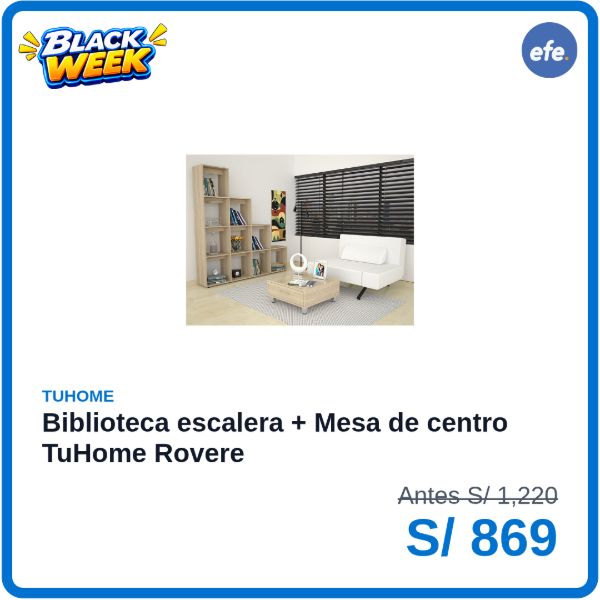 BLACK
WEEK
efe.
TUHOME
Biblioteca escalera + Mesa de centro
TuHome Rovere
Antes S/ 1,220
S/ 869